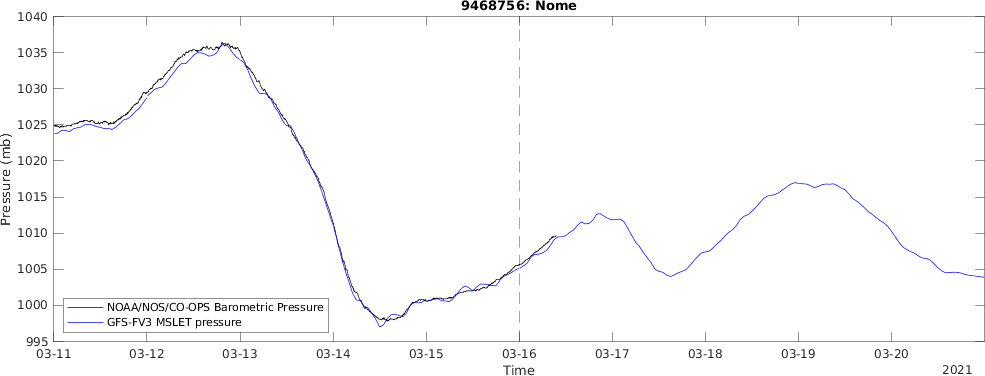 9468756: Nome
1040
1035
1030
1025
1020
1015
1010
1005
1000
995
Pressure (mb)
NOAA/NOS/CO-OPS Barometric Pressure
GFS-FV3 MSLET pressure
03-11 03-12 03-13 03-14 03-15 03-16 03-17 03-18 03-19 03-20
Time
2021